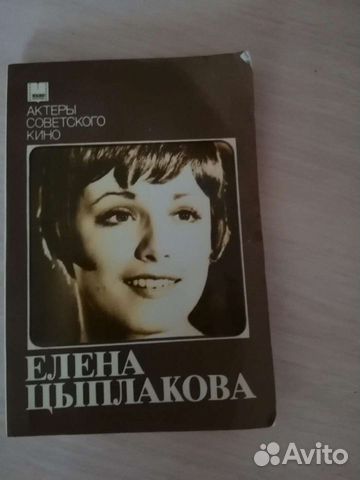 АКТЕРЫ
СОВЕТСКОГО
КИНО
ЕЛЕНА
ЦЫПЛАКОВА
Avito